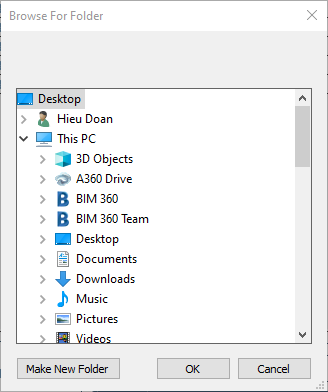 Browse For Folder
Desktop
Hieu Doan
This PC
3D Objects
A360 Drive
BIM 360
BIM 360 Team
Desktop
Documents
Downloads
Music
Pictures
Videos
Make New Folder
OK
Cancel